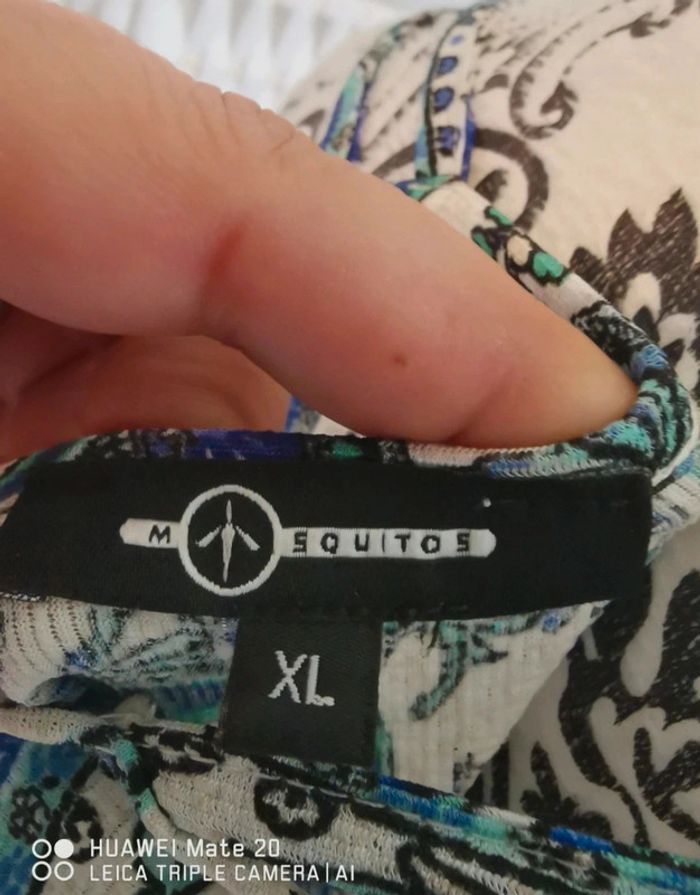 M SQUITOS
XL
HUAWEI Mate 20
LEICA TRIPLE CAMERA | AI